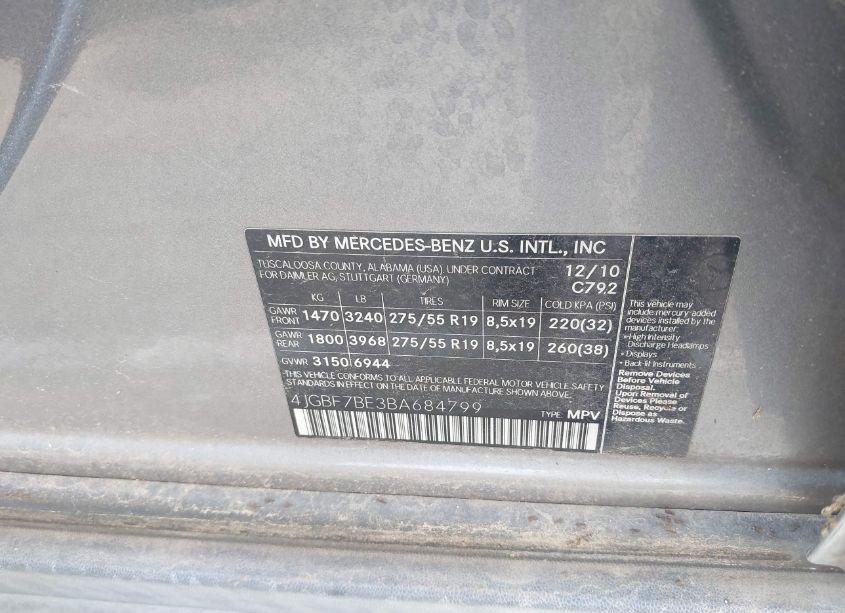 MFD BY MERCEDES-BENZ U.S. INTL., INC
TUSCALOOSA COUNTY, ALABAMA (USA) UNDER CONTRACT 12/10
FOR DAIMLER AG, STUTTGART (GERMANY) C79.2
KG LB TIRES RIM SIZE COLD KPA (PSI)
GAWR FRONT 1470 3240 275/55 R19 8,5x19 220(32)
GAWR REAR 1800 3968 275/55 R19 8,5x19 260(38)
GVWR 3150 6944
THIS VEHICLE CONFORMS TO ALL APPLICABLE FEDERAL MOTOR VEHICLE SAFETY
STANDARDS IN EFFECT ON THE DATE OF MANUFACTURE SHOWN ABOVE.
4JGBF7BE3BA684799
TYPE MPV
This vehicle may
include mercury-added
devices installed by the
manufacturer:
- High Intensity
Discharge Headlamps
- Displays
- Back-lit Instruments
Remove Devices
Before Vehicle
Disposal.
Upon Removal of
Devices Please
Reuse, Recycle or
Dispose as
Hazardous Waste.